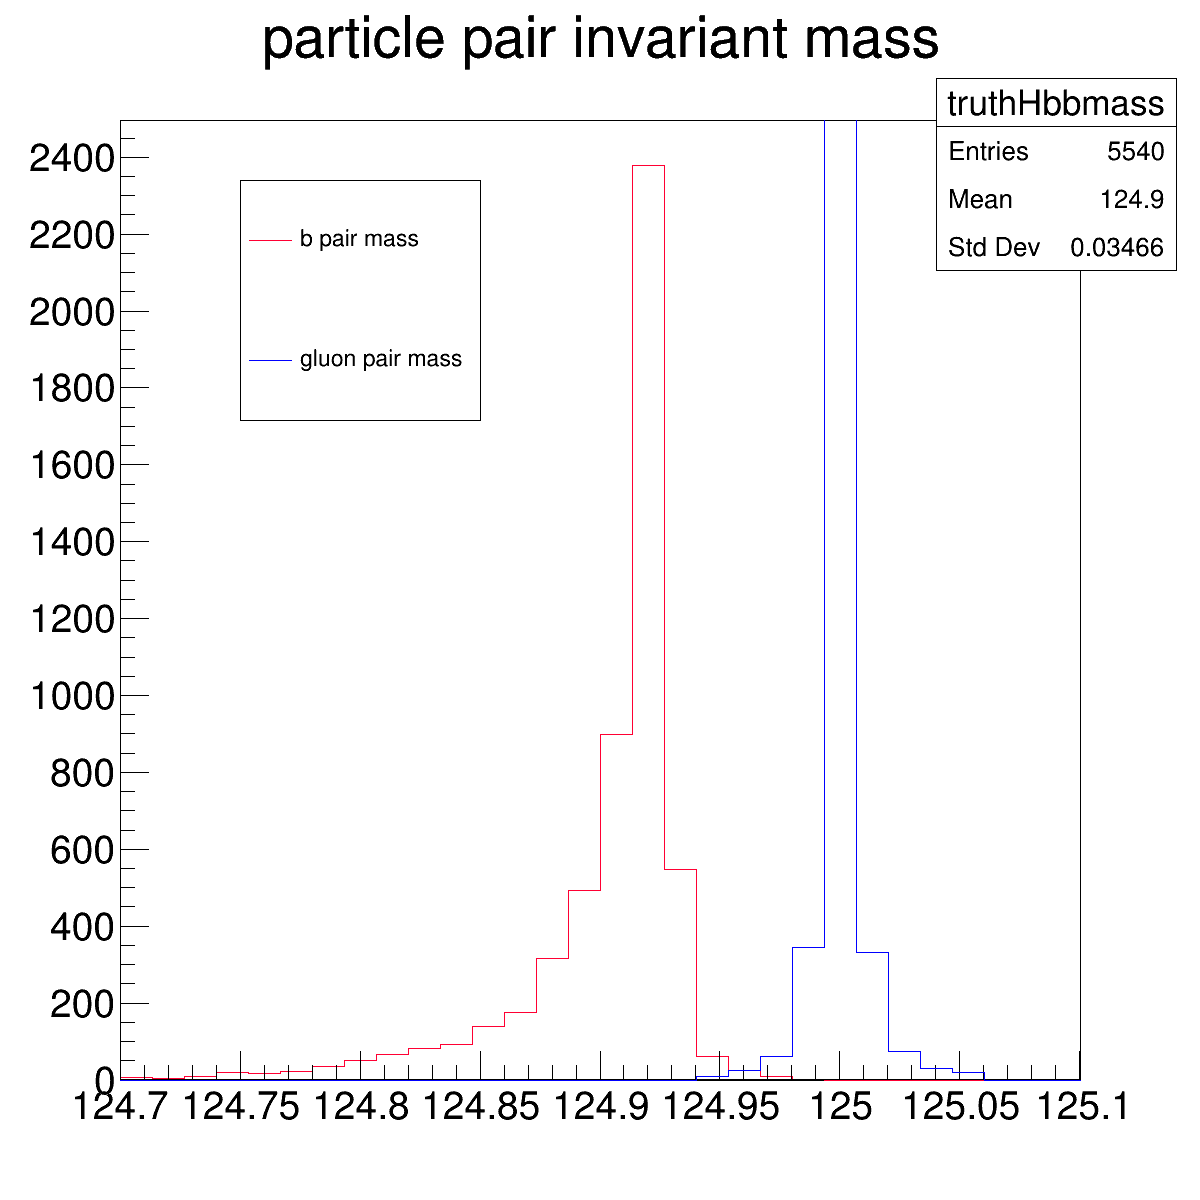 particle pair invariant mass
truthHbbmass
Entries 5540
Mean 124.9
Std Dev 0.03466
b pair mass
gluon pair mass
2400
2200
2000
1800
1600
1400
1200
1000
800
600
400
200
0
124.7 124.75 124.8 124.85 124.9 124.95 125 125.05 125.1